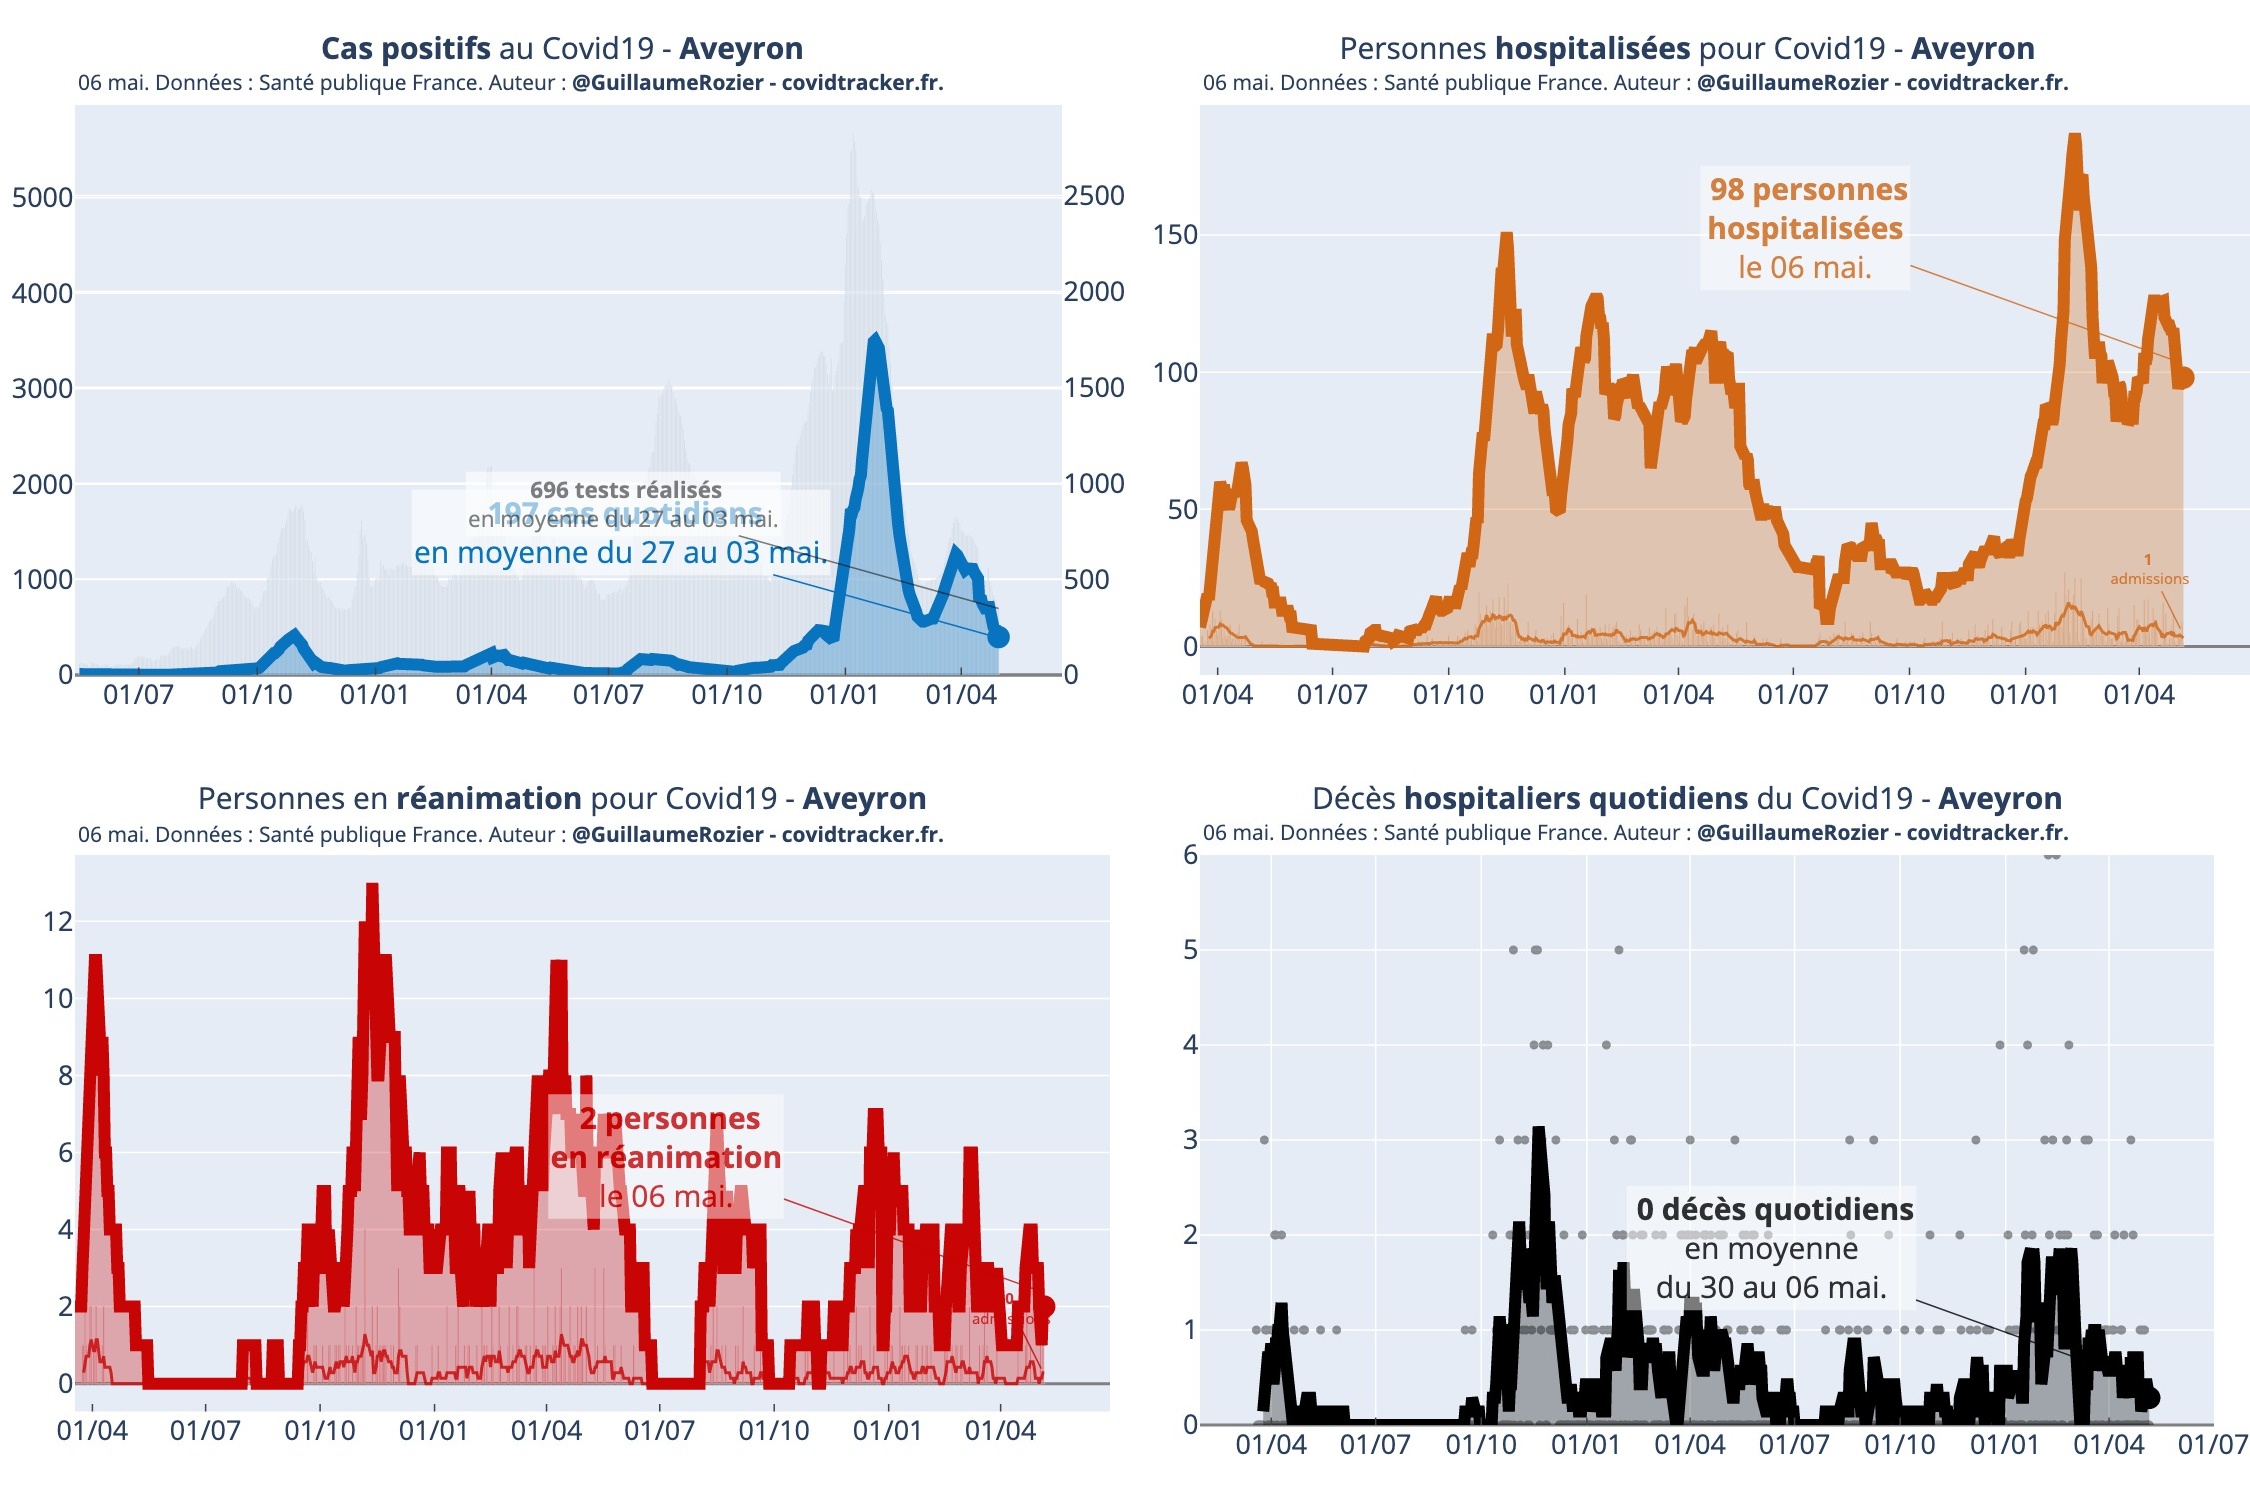 Cas positifs au Covid19 - Aveyron
06 mai. Données : Santé publique France. Auteur : @GuillaumeRozier - covidtracker.fr.
5000
4000
3000
2000
1000
0
2500
2000
1500
1000
500
0
696 tests réalisés
en moyenne du 27 au 03 mai.
197 cas quotidiens
en moyenne du 27 au 03 mai.
01/07 01/10 01/01 01/04 01/07 01/10 01/01 01/04
Personnes hospitalisées pour Covid19 - Aveyron
06 mai. Données : Santé publique France. Auteur : @GuillaumeRozier - covidtracker.fr.
150
100
50
0
98 personnes
hospitalisées
le 06 mai.
1
admissions
01/04 01/07 01/10 01/01 01/04 01/07 01/10 01/01 01/04
Personnes en réanimation pour Covid19 - Aveyron
06 mai. Données : Santé publique France. Auteur : @GuillaumeRozier - covidtracker.fr.
12
10
8
6
4
2
0
2 personnes
en réanimation
le 06 mai.
0
admissions
01/04 01/07 01/10 01/01 01/04 01/07 01/10 01/01 01/04
Décès hospitaliers quotidiens du Covid19 - Aveyron
06 mai. Données : Santé publique France. Auteur : @GuillaumeRozier - covidtracker.fr.
6
5
4
3
2
1
0
0 décès quotidiens
en moyenne
du 30 au 06 mai.
01/04 01/07 01/10 01/01 01/04 01/07 01/10 01/01 01/04 01/07